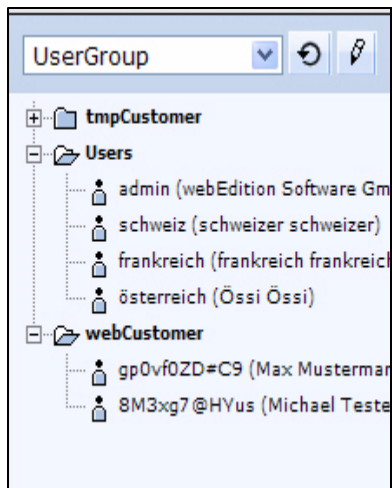 UserGroup
tmpCustomer
Users
admin (webEdition Software Gm
schweiz (schweizer schweizer)
frankreich (frankreich frankreich
österreich (Össi Össi)
webCustomer
gp0vf0ZD#C9 (Max Musterman
8M3xg7@HYus (Michael Teste